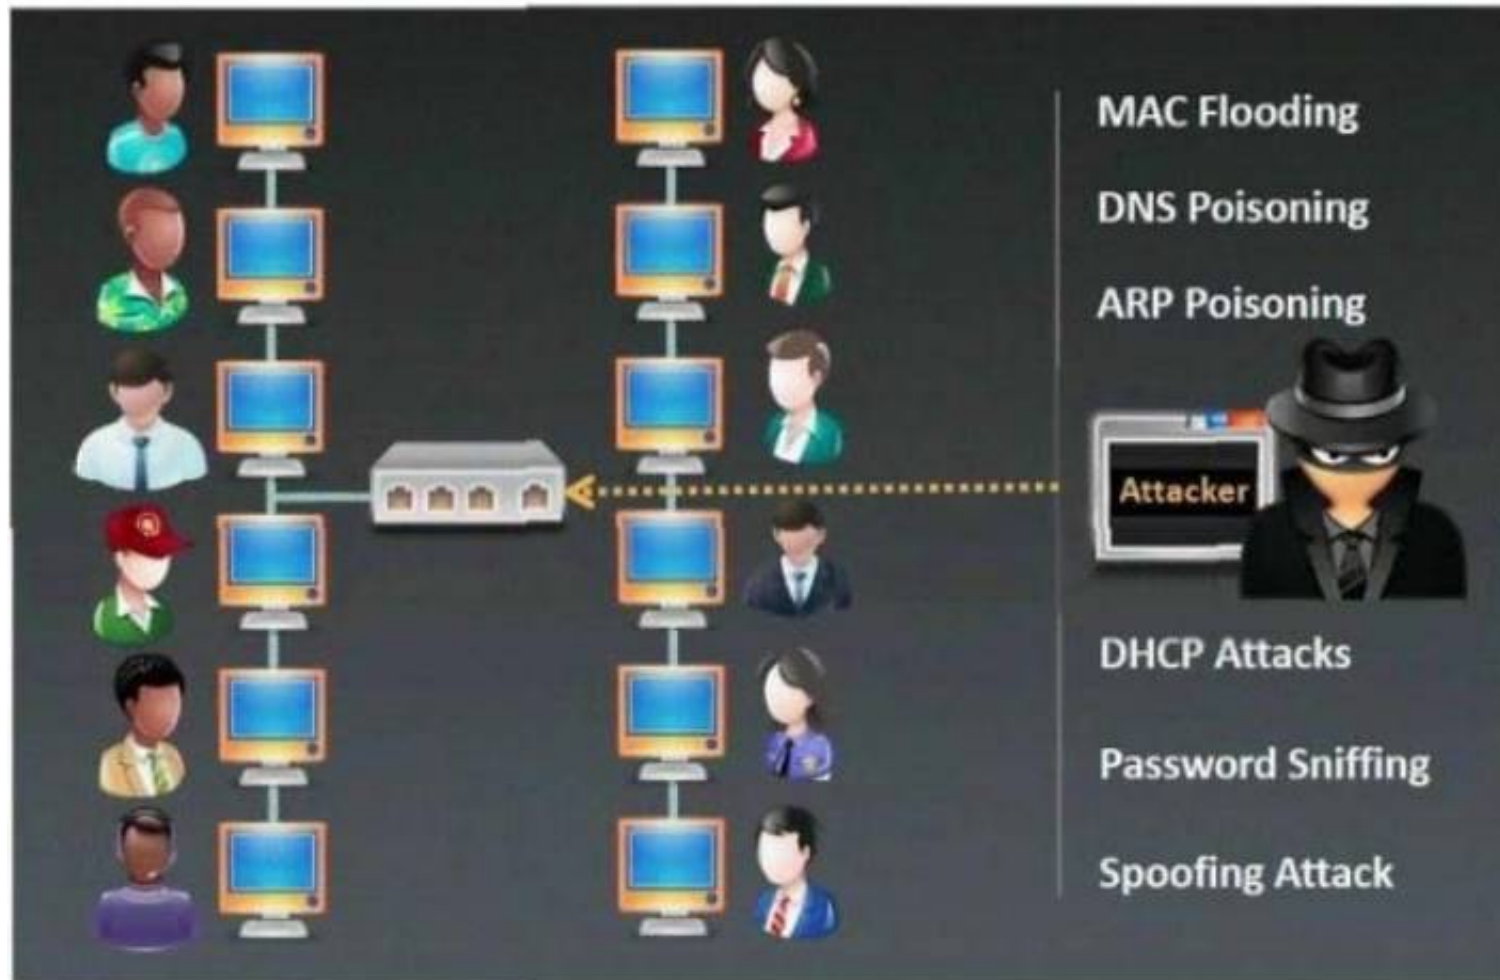 MAC Flooding
DNS Poisoning
ARP Poisoning
Attacker
DHCP Attacks
Password Sniffing
Spoofing Attack